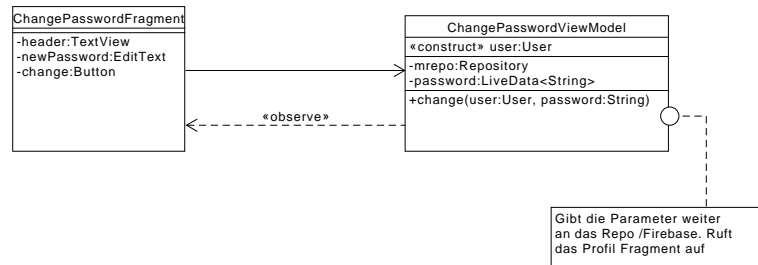 ChangePasswordFragment
-header:TextView
-newPassword:EditText
-change:Button
ChangePasswordViewModel
«construct» user:User
-mrepo:Repository
-password:LiveData<String>
+change(user:User, password:String)
«observe»
Gibt die Parameter weiter
an das Repo /Firebase. Ruft
das Profil Fragment auf